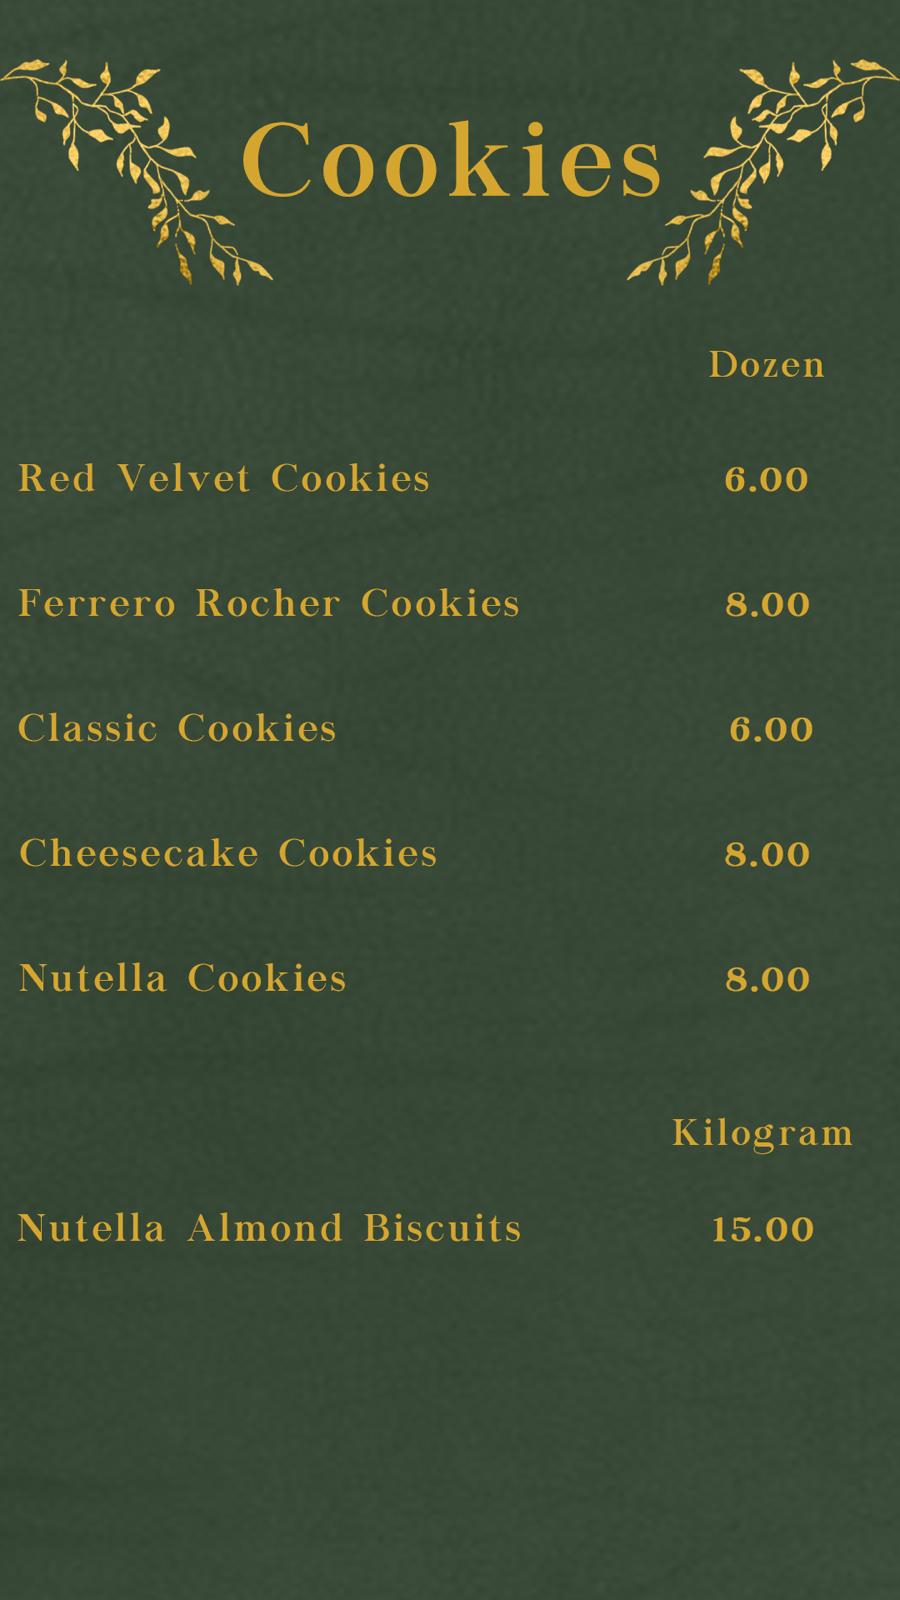 Cookies
Dozen
Red Velvet Cookies 6.00
Ferrero Rocher Cookies 8.00
Classic Cookies 6.00
Cheesecake Cookies 8.00
Nutella Cookies 8.00
Kilogram
Nutella Almond Biscuits 15.00